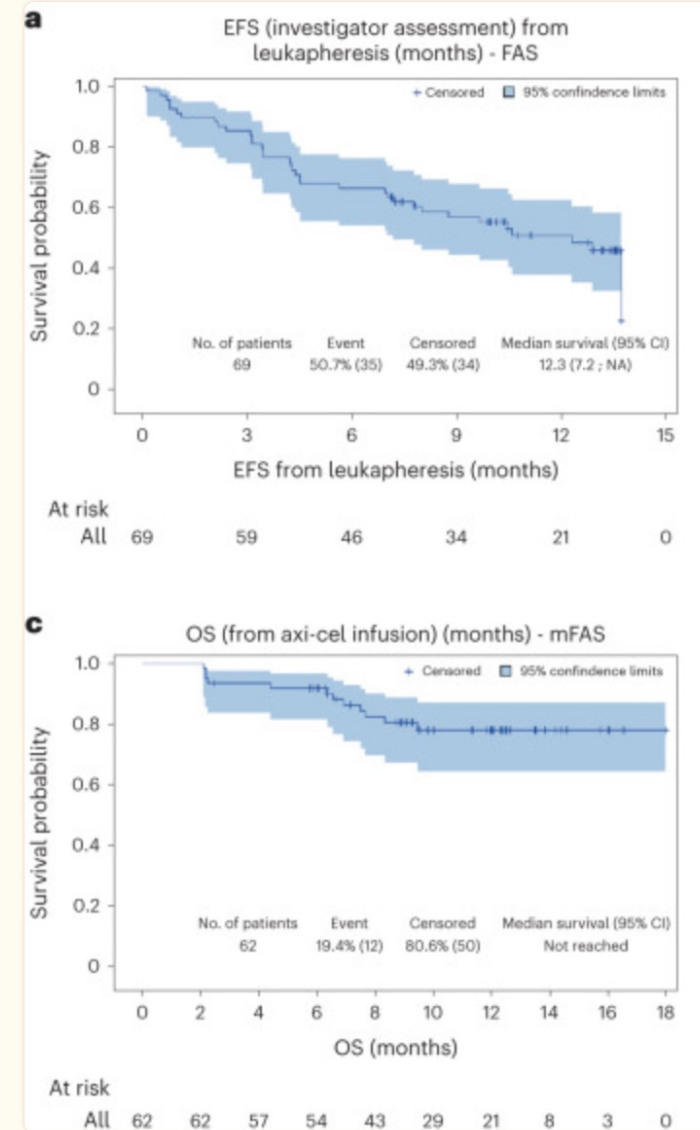 a
EFS (investigator assessment) from
leukapheresis (months) - FAS
Censored 95% confindence limits
1.0
0.8
0.6
0.4
0.2
0
Survival probability
No. of patients Event Censored Median survival (95% CI)
69 50.7% (35) 49.3% (34) 12.3 (7.2 ; NA)
0 3 6 9 12 15
EFS from leukapheresis (months)
At risk
All 69 59 46 34 21 0
c
OS (from axi-cel infusion) (months) - mFAS
Censored 95% confindence limits
1.0
0.8
0.6
0.4
0.2
0
Survival probability
No. of patients Event Censored Median survival (95% CI)
62 19.4% (12) 80.6% (50) Not reached
0 2 4 6 8 10 12 14 16 18
OS (months)
At risk
All 62 62 57 54 43 29 21 8 3 0